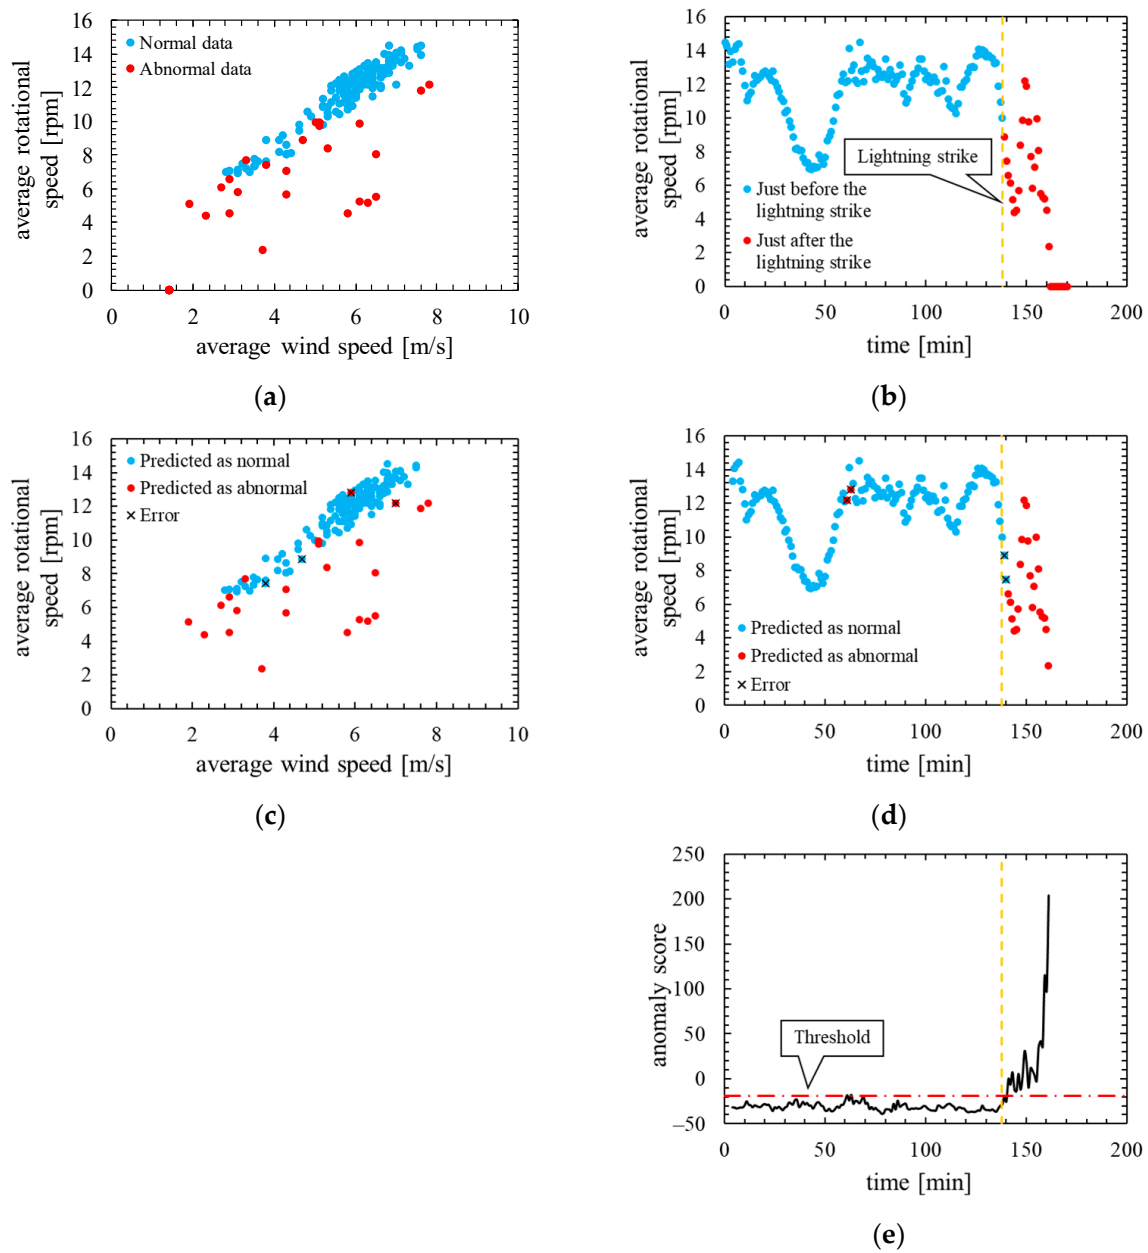 16
14
12
10
8
6
4
2
0
average rotational
speed [rpm]
Normal data
Abnormal data
0 2 4 6 8 10
average wind speed [m/s]
(a)
16
14
12
10
8
6
4
2
0
average rotational
speed [rpm]
Lightning strike
Just before the
lightning strike
Just after the
lightning strike
0 50 100 150 200
time [min]
(b)
16
14
12
10
8
6
4
2
0
average rotational
speed [rpm]
Predicted as normal
Predicted as abnormal
Error
0 2 4 6 8 10
average wind speed [m/s]
(c)
16
14
12
10
8
6
4
2
0
average rotational
speed [rpm]
Predicted as normal
Predicted as abnormal
Error
0 50 100 150 200
time [min]
(d)
250
200
150
100
50
0
–50
anomaly score
Threshold
0 50 100 150 200
time [min]
(e)